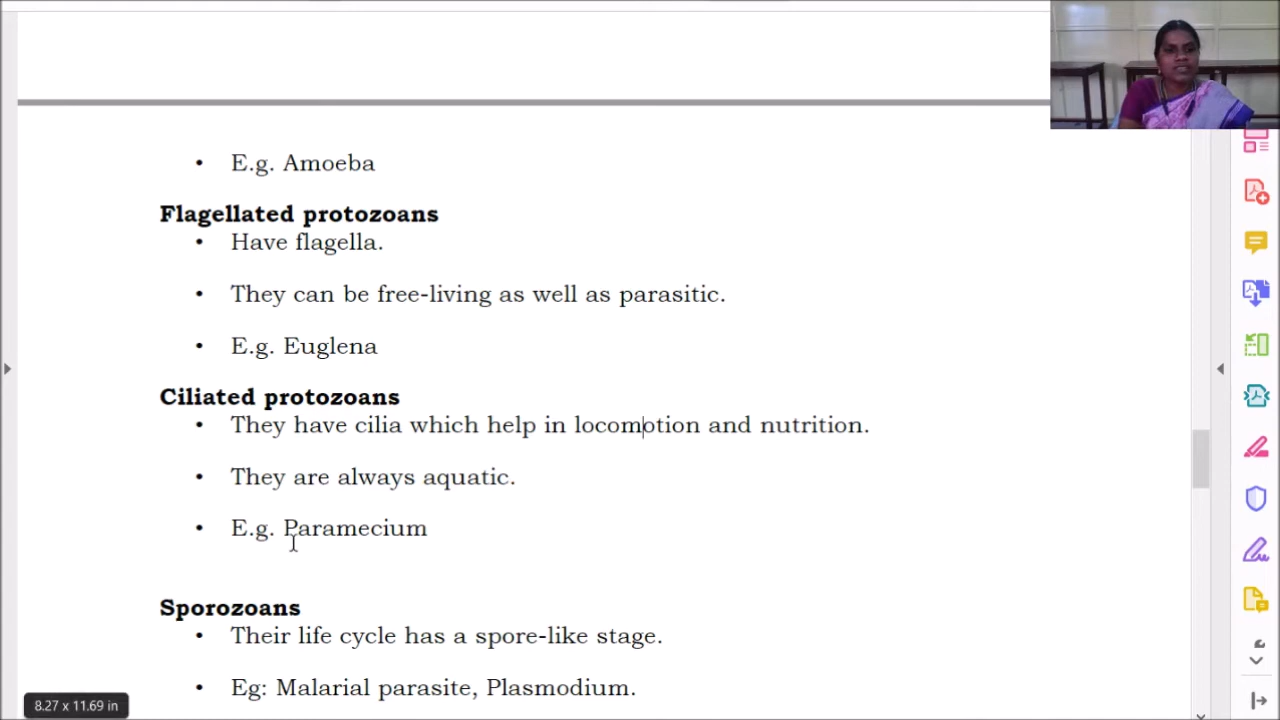 • E.g. Amoeba
Flagellated protozoans
• Have flagella.
• They can be free-living as well as parasitic.
• E.g. Euglena
Ciliated protozoans
• They have cilia which help in locomotion and nutrition.
• They are always aquatic.
• E.g. Paramecium
Sporozoans
• Their life cycle has a spore-like stage.
• Eg: Malarial parasite, Plasmodium.
8.27 x 11.69 in